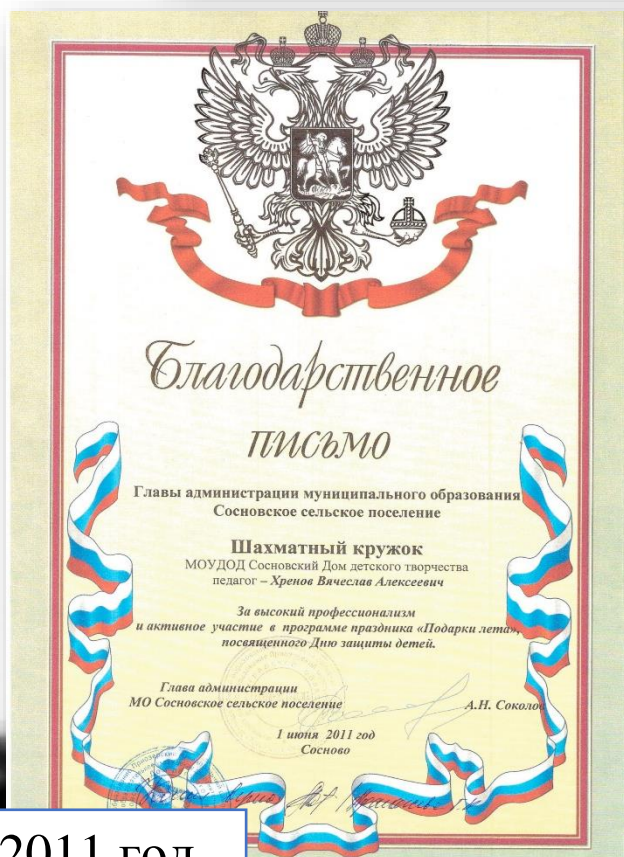 Благодарственное
письмо
Главы администрации муниципального образования
Сосновское сельское поселение
Шахматный кружок
МОУДОД Сосновский Дом детского творчества
педагог – Хренов Вячеслав Алексеевич
За высокий профессионализм
и активное участие в программе праздника «Подарки лета»,
посвященного Дню защиты детей.
Глава администрации
МО Сосновское сельское поселение А.Н. Соколов
1 июня 2011 год
Сосново
2011 год